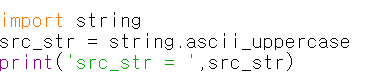 import string
src_str = string.ascii_uppercase
print('src_str = ',src_str)